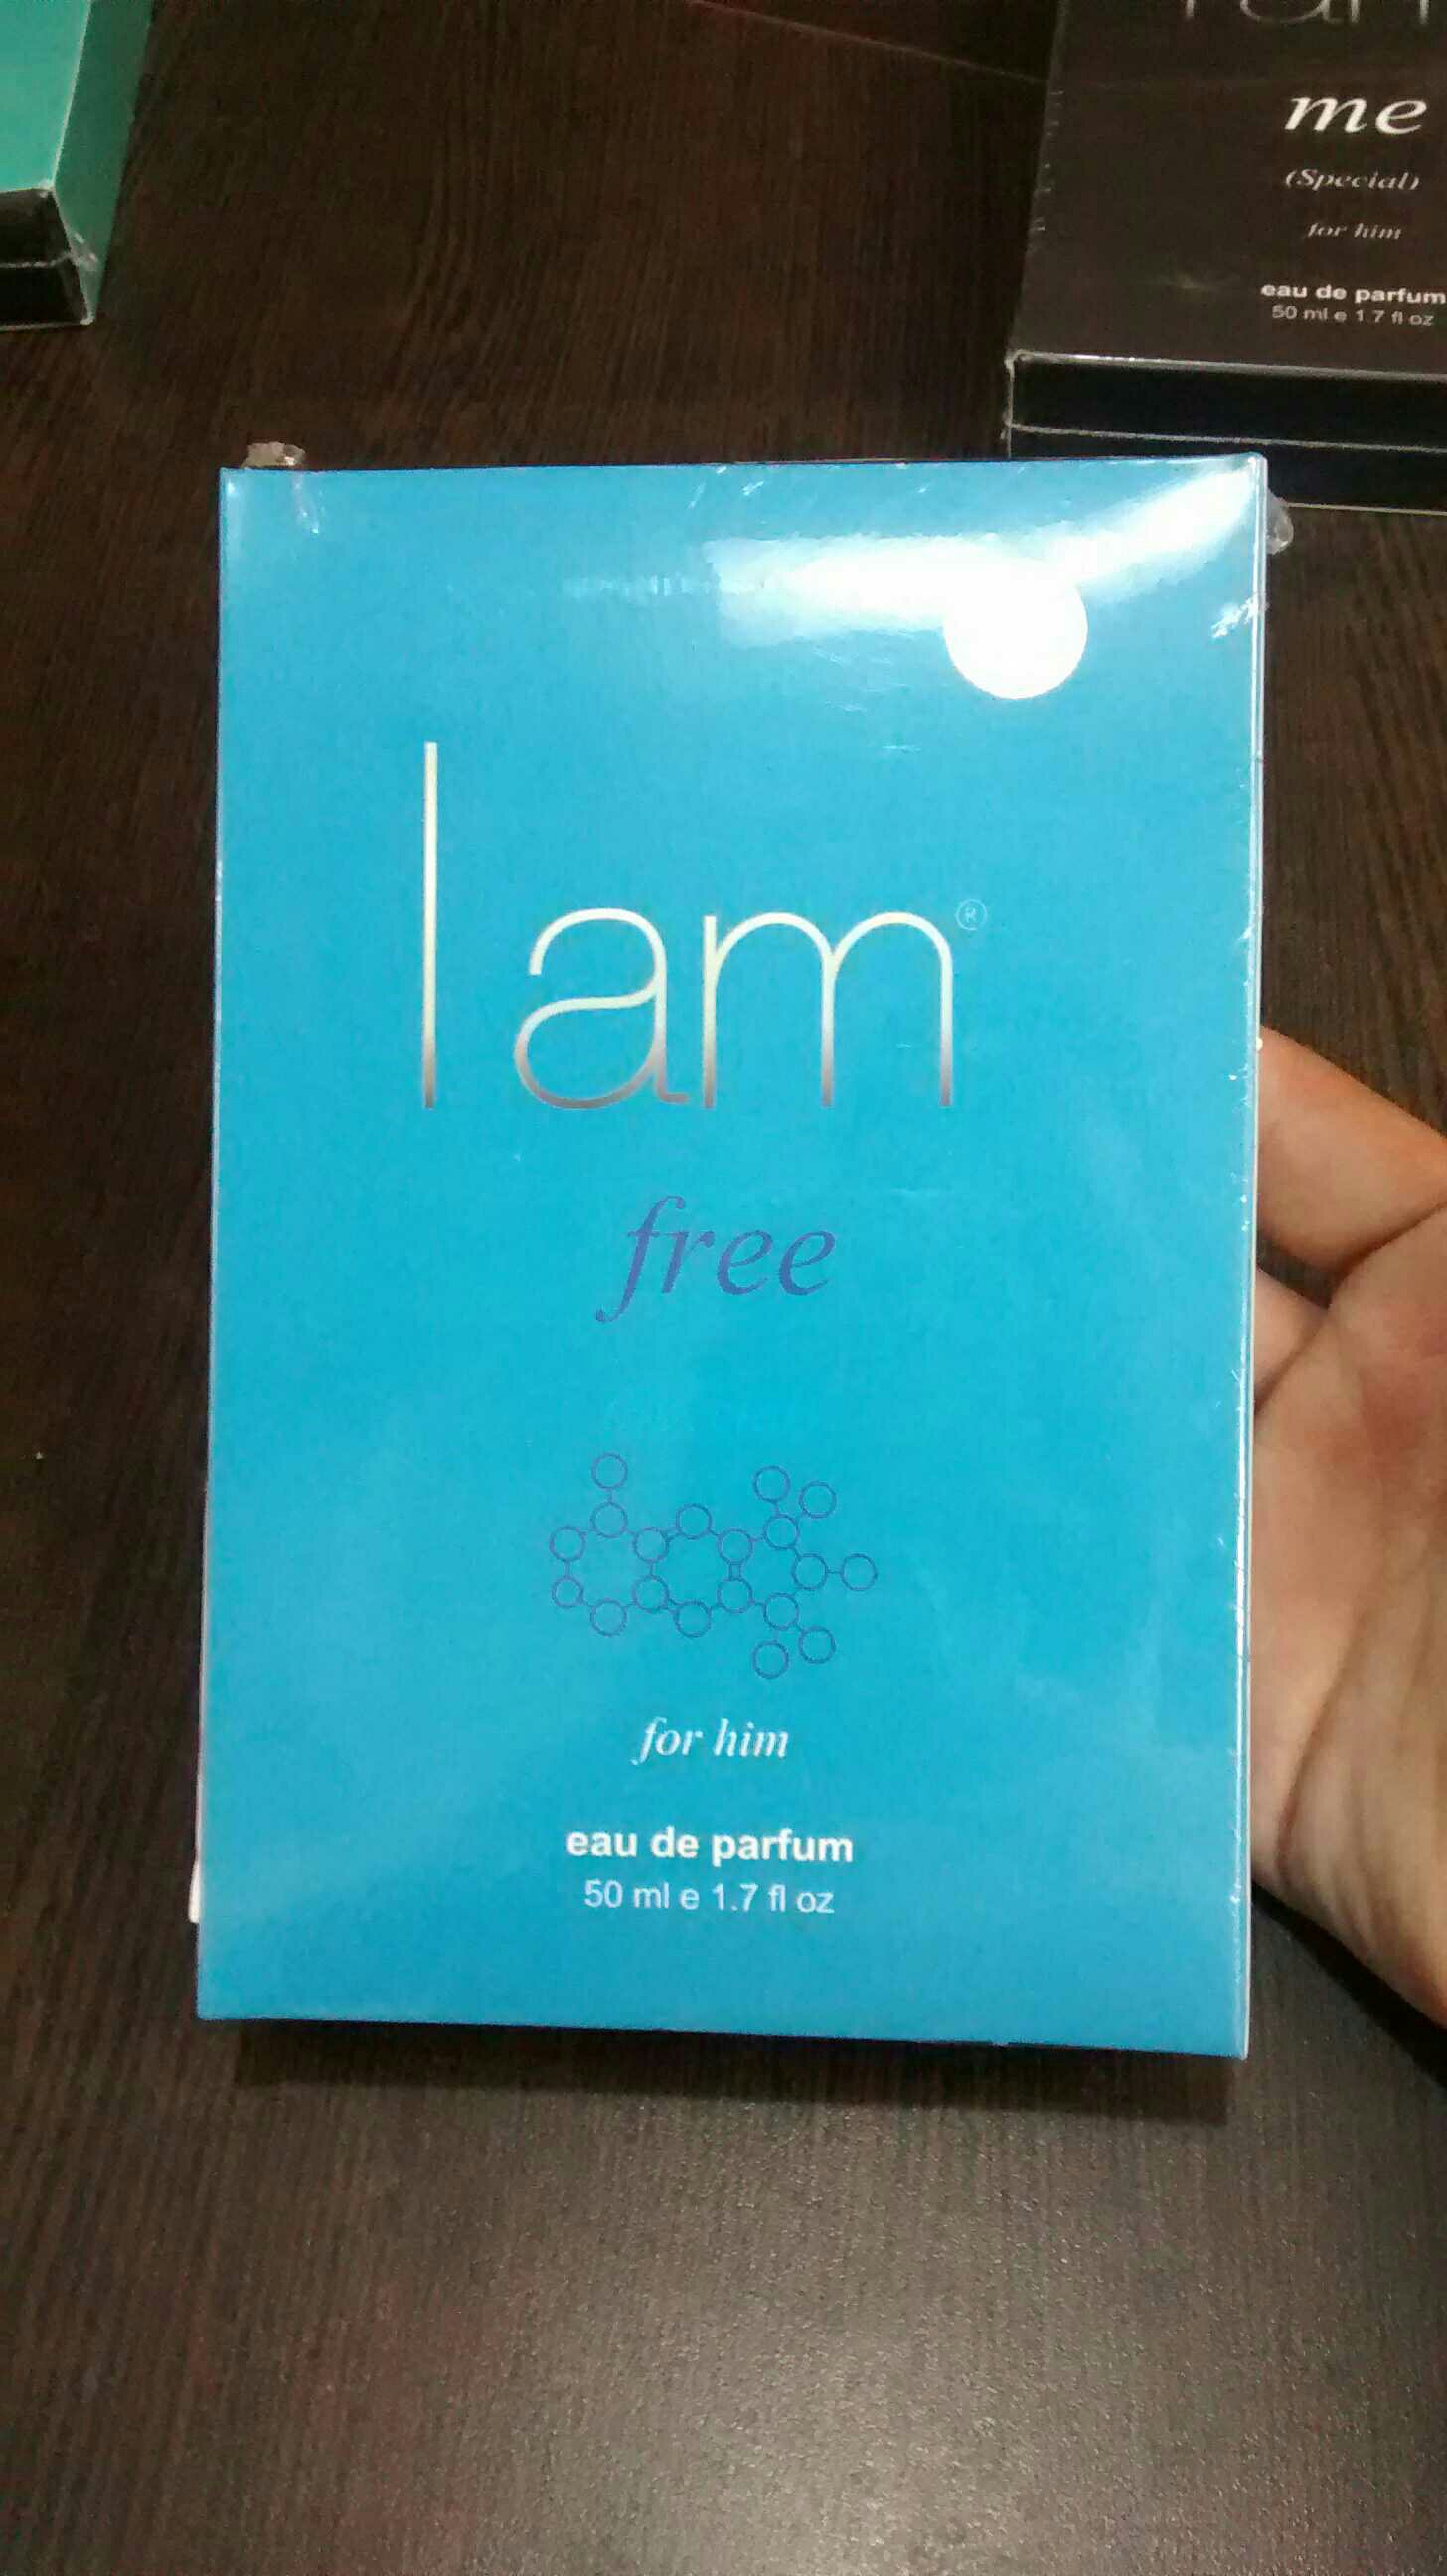 me
(Special)
for him
eau de parfum
50 ml e 1.7 fl oz
I am®
free
for him
eau de parfum
50 ml e 1.7 fl oz